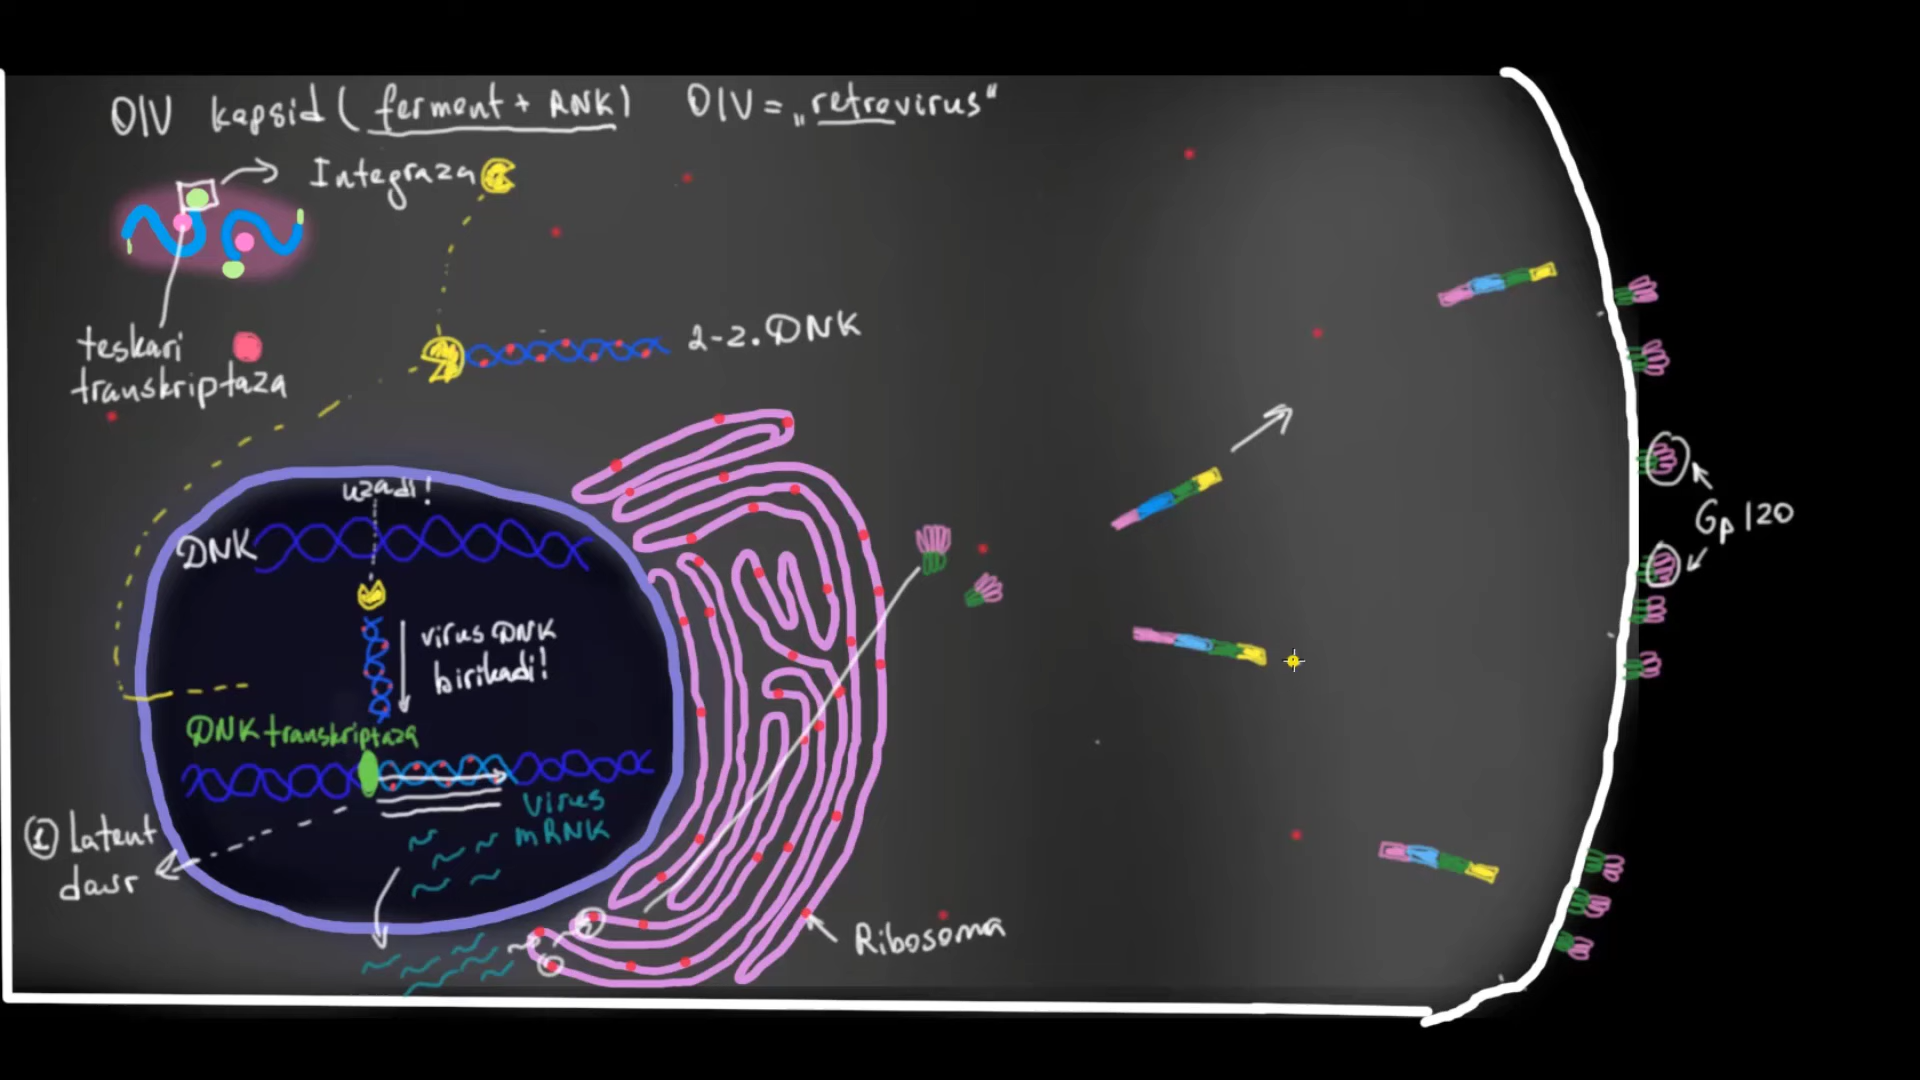 OIV kapsid (ferment + RNK) OIV = „retrovirus“
Integraza
teskari
transkriptaza
2-z. DNK
uzadi!
DNK
virus DNK
birikadi!
DNK transkriptaza
virus
mRNK
① Latent
davr
Ribosoma
Gp 120